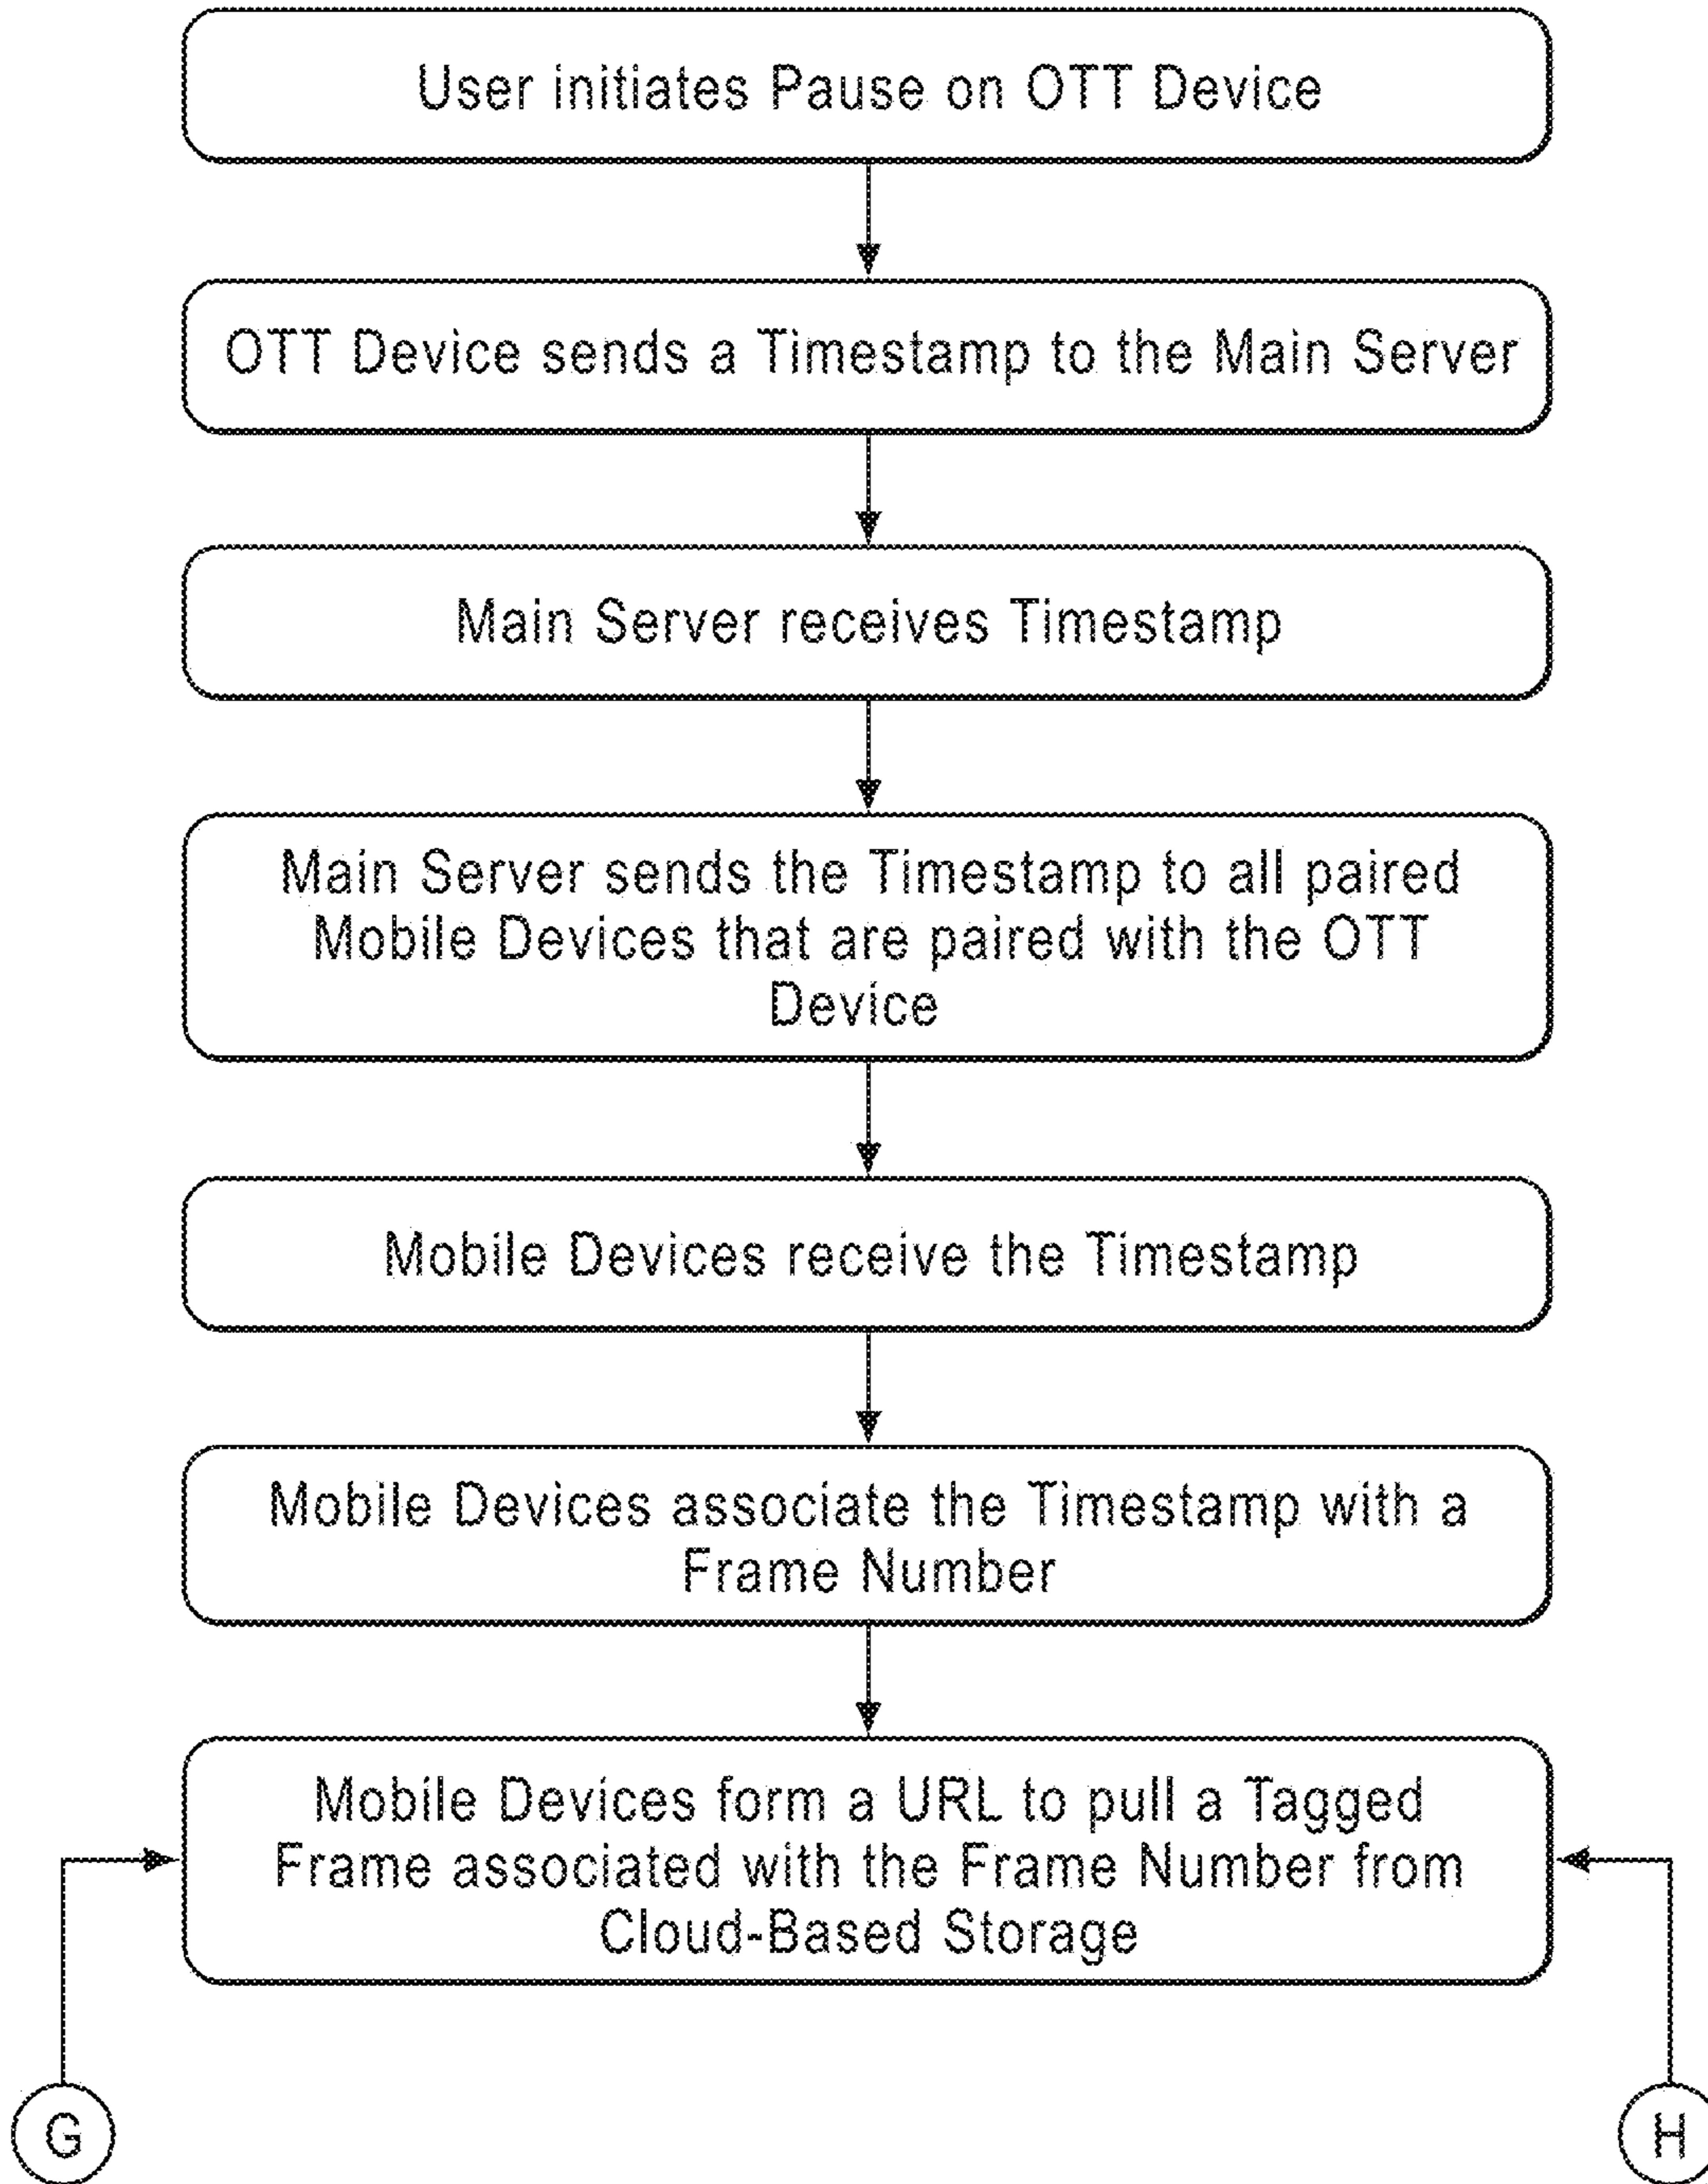 User initiates Pause on OTT Device
OTT Device sends a Timestamp to the Main Server
Main Server receives Timestamp
Main Server sends the Timestamp to all paired
Mobile Devices that are paired with the OTT
Device
Mobile Devices receive the Timestamp
Mobile Devices associate the Timestamp with a
Frame Number
Mobile Devices form a URL to pull a Tagged
Frame associated with the Frame Number from
Cloud-Based Storage
G
H